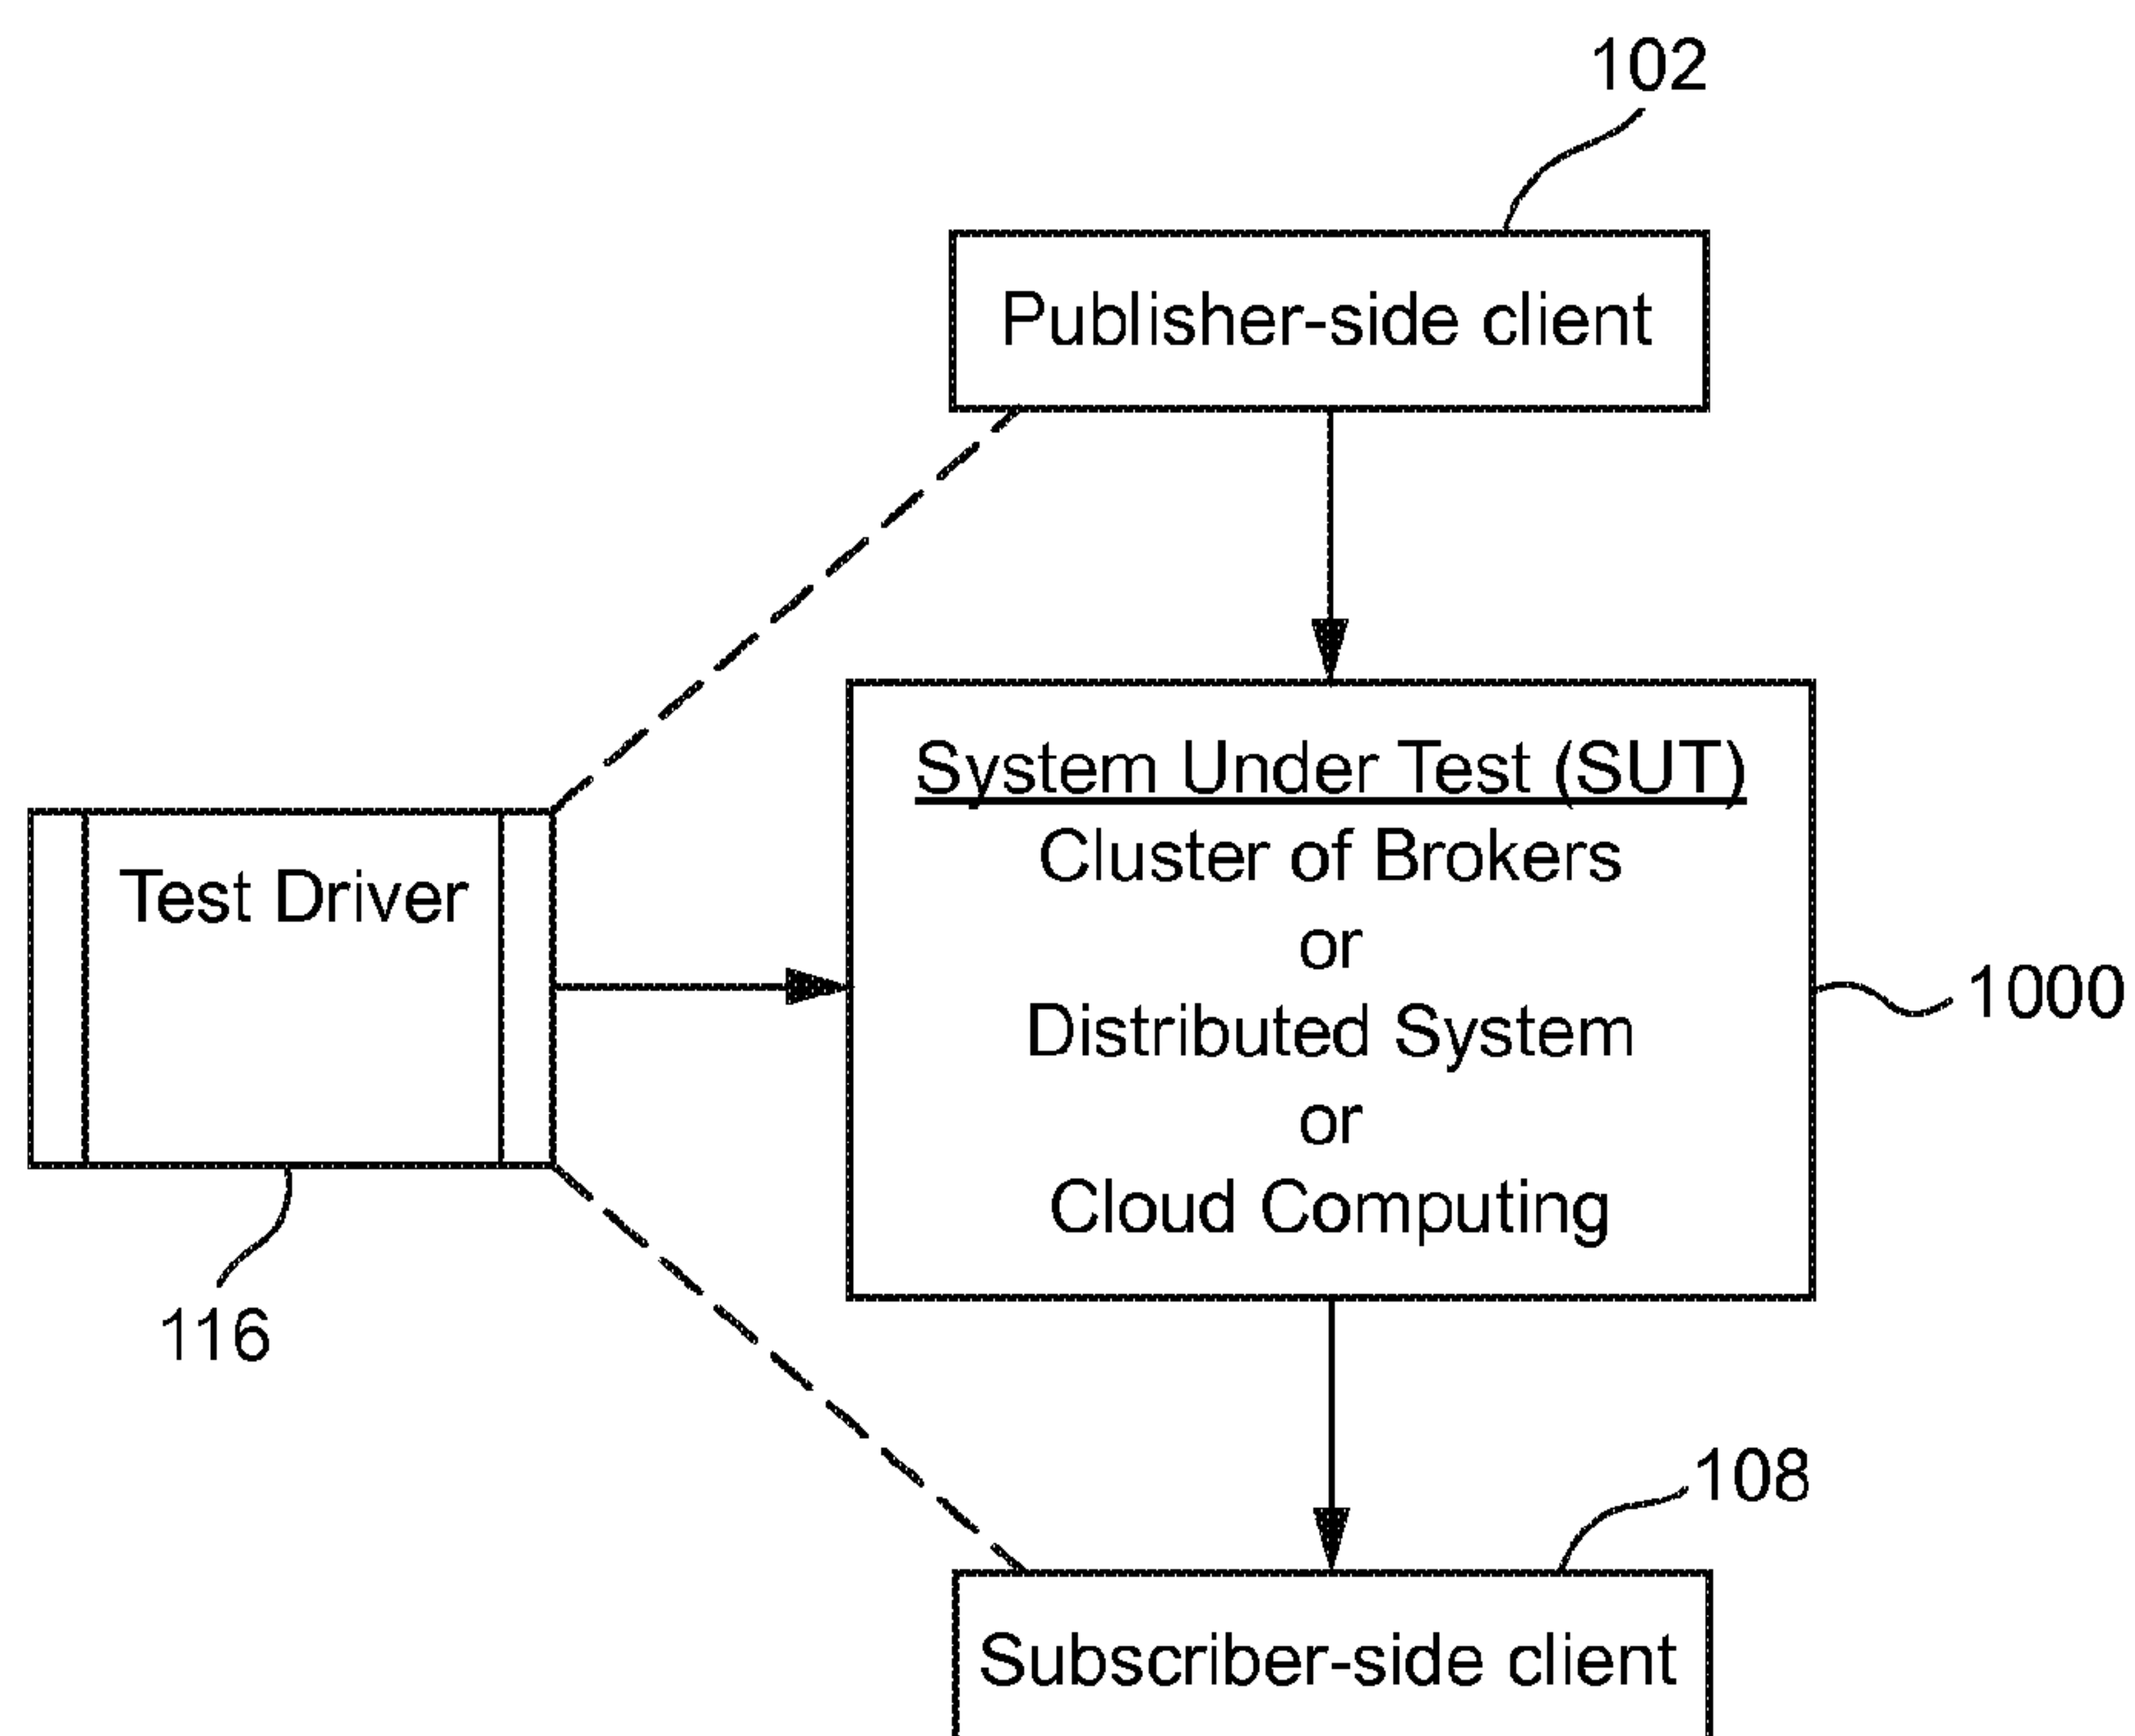 102
Publisher-side client
System Under Test (SUT)
Cluster of Brokers
or
Distributed System
or
Cloud Computing
1000
Test Driver
116
108
Subscriber-side client